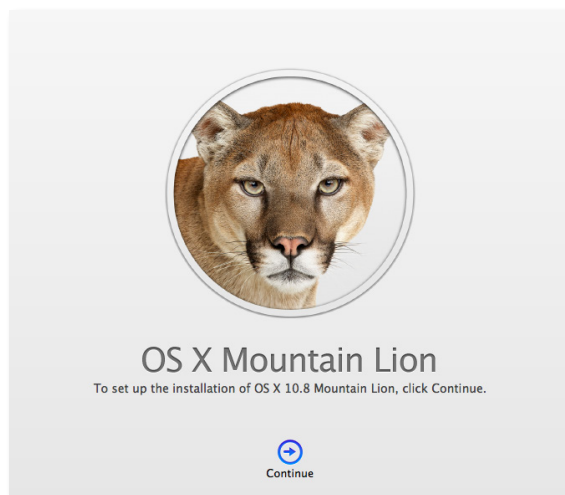 OS X Mountain Lion
To set up the installation of OS X 10.8 Mountain Lion, click Continue.
Continue